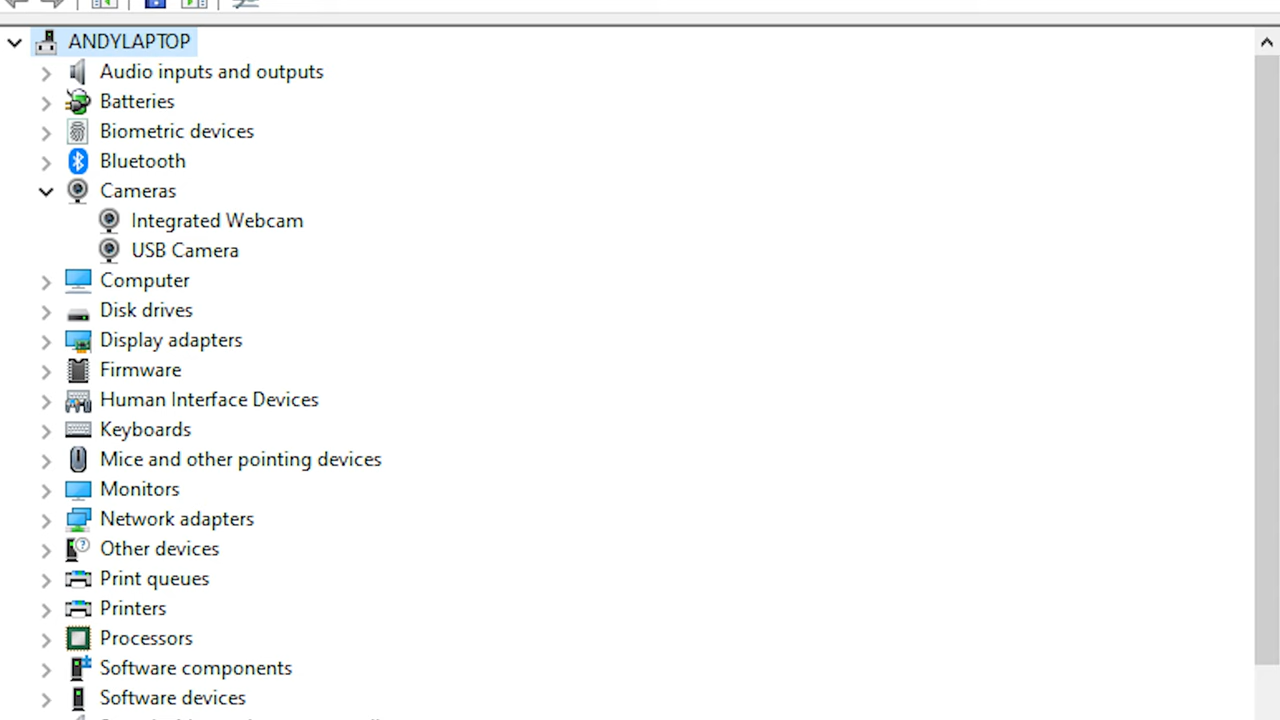 ANDYLAPTOP
Audio inputs and outputs
Batteries
Biometric devices
Bluetooth
Cameras
Integrated Webcam
USB Camera
Computer
Disk drives
Display adapters
Firmware
Human Interface Devices
Keyboards
Mice and other pointing devices
Monitors
Network adapters
Other devices
Print queues
Printers
Processors
Software components
Software devices